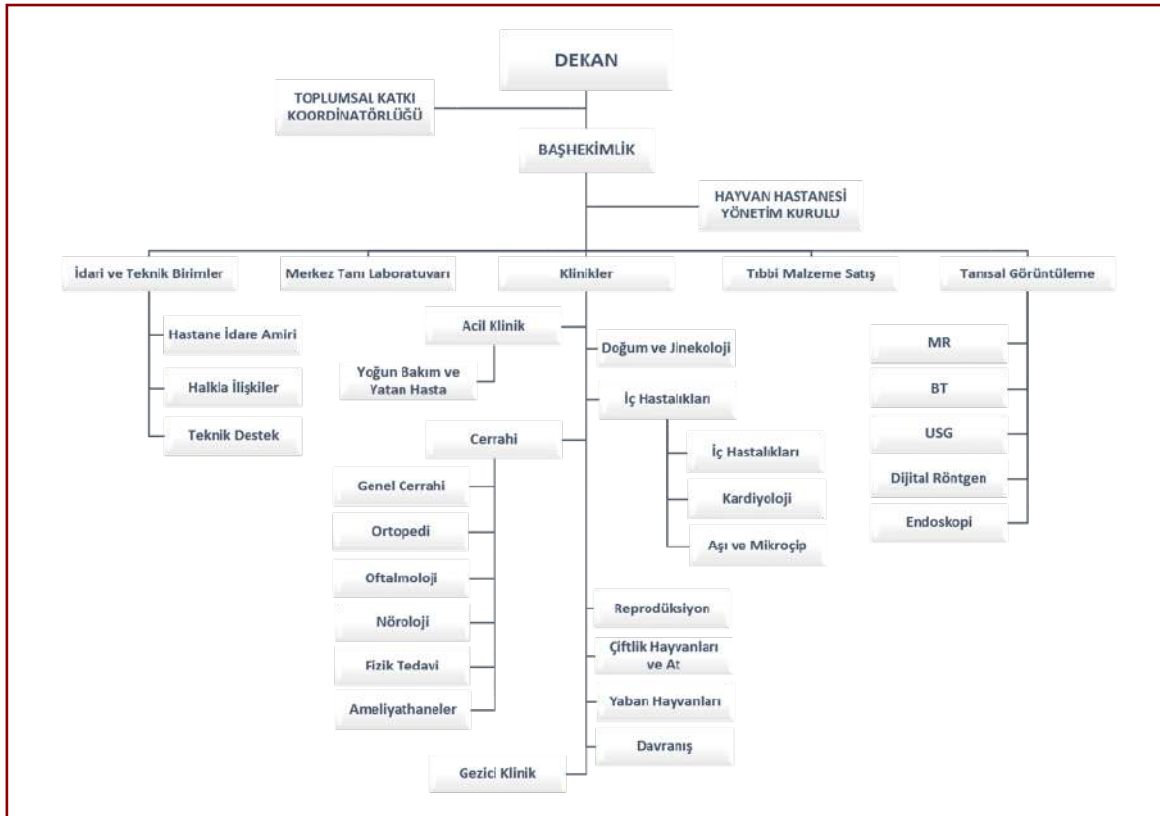 DEKAN
TOPLUMSAL KATKI
KOORDİNATÖRLÜĞÜ
BAŞHEKİMLİK
HAYVAN HASTANESİ
YÖNETİM KURULU
İdari ve Teknik Birimler
Merkez Tanı Laboratuvarı
Klinikler
Tıbbi Malzeme Satış
Tanısal Görüntüleme
Hastane İdare Amiri
Halkla İlişkiler
Teknik Destek
Acil Klinik
Yoğun Bakım ve
Yatan Hasta
Cerrahi
Genel Cerrahi
Ortopedi
Oftalmoloji
Nöroloji
Fizik Tedavi
Ameliyathaneler
Gezici Klinik
Doğum ve Jinekoloji
İç Hastalıkları
İç Hastalıkları
Kardiyoloji
Aşı ve Mikroçip
Reprodüksiyon
Çiftlik Hayvanları
ve At
Yaban Hayvanları
Davranış
MR
BT
USG
Dijital Röntgen
Endoskopi